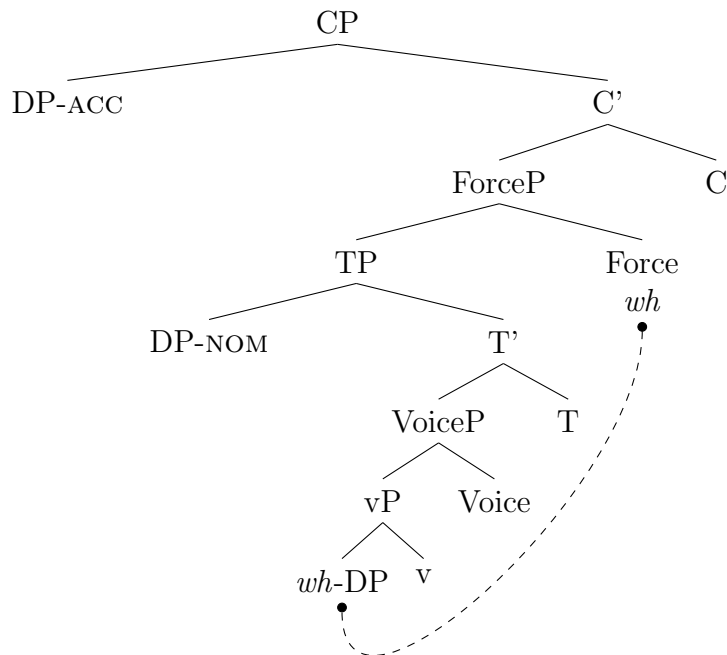 CP
DP-ACC C'
ForceP C
TP Force
wh
DP-NOM T'
VoiceP T
vP Voice
wh-DP v